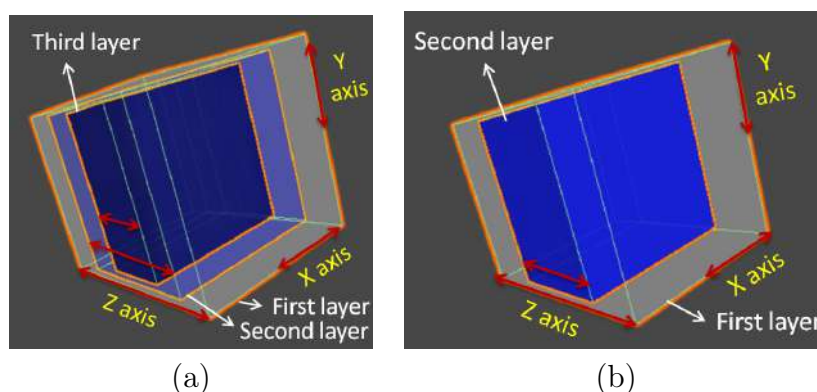 Third layer
Y
axis
X axis
Z axis
First layer
Second layer
(a)
Second layer
Y
axis
X axis
Z axis
First layer
(b)